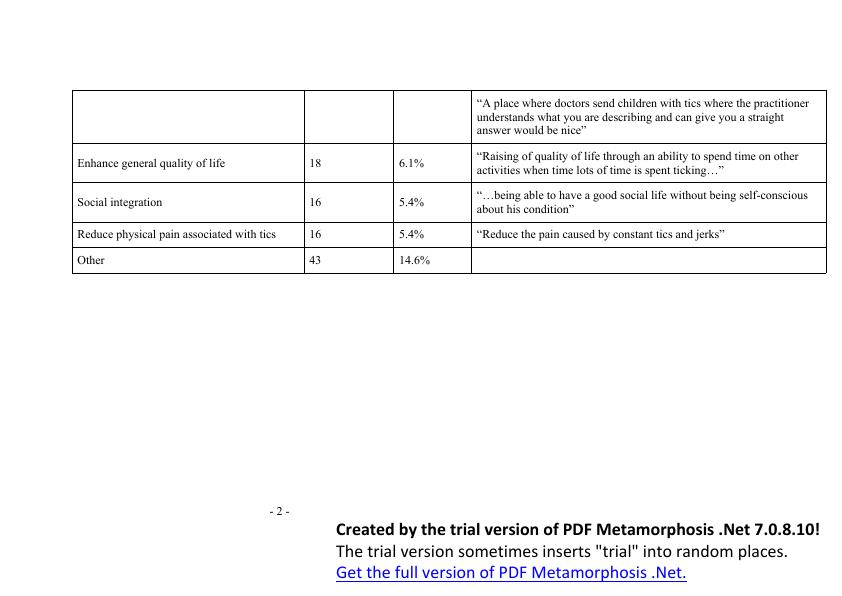 “A place where doctors send children with tics where the practitioner
understands what you are describing and can give you a straight
answer would be nice”
Enhance general quality of life 18 6.1% “Raising of quality of life through an ability to spend time on other
activities when time lots of time is spent ticking…”
Social integration 16 5.4% “…being able to have a good social life without being self-conscious
about his condition”
Reduce physical pain associated with tics 16 5.4% “Reduce the pain caused by constant tics and jerks”
Other 43 14.6%
- 2 -
Created by the trial version of PDF Metamorphosis .Net 7.0.8.10!
The trial version sometimes inserts "trial" into random places.
Get the full version of PDF Metamorphosis .Net.